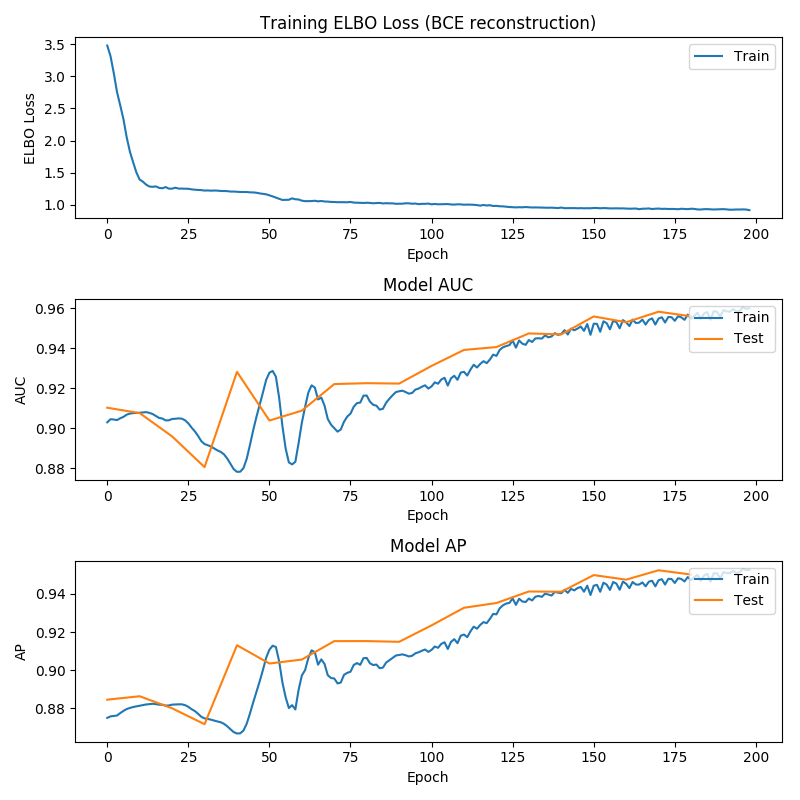 Training ELBO Loss (BCE reconstruction)
3.5
3.0
2.5
2.0
1.5
1.0
ELBO Loss
Train
0 25 50 75 100 125 150 175 200
Epoch
Model AUC
0.96
0.94
0.92
0.90
0.88
AUC
Train
Test
0 25 50 75 100 125 150 175 200
Epoch
Model AP
0.94
0.92
0.90
0.88
AP
Train
Test
0 25 50 75 100 125 150 175 200
Epoch